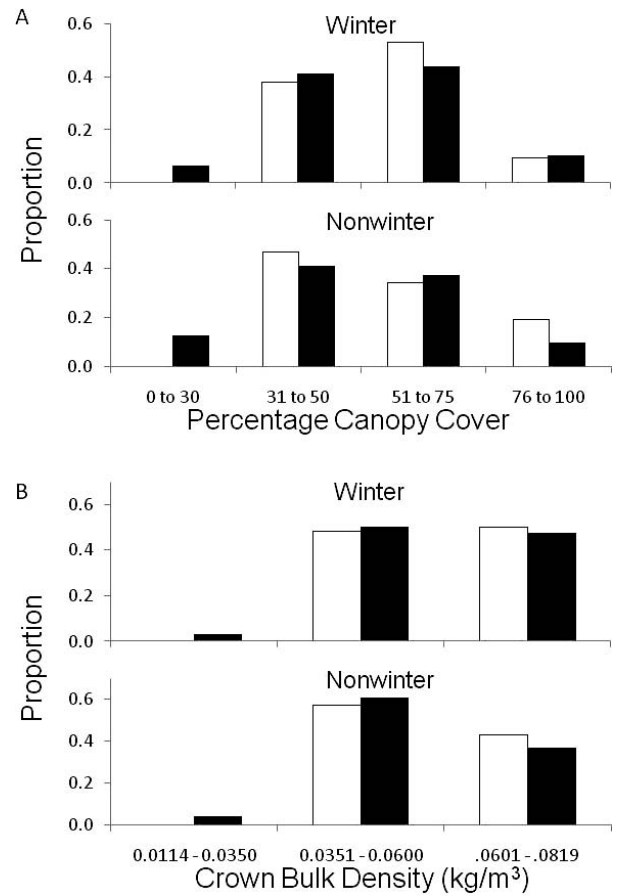 A
Winter
0.6
0.4
0.2
0.0
Nonwinter
0.6
0.4
0.2
0.0
Proportion
0 to 30 31 to 50 51 to 75 76 to 100
Percentage Canopy Cover
B
Winter
0.6
0.4
0.2
0.0
Nonwinter
0.6
0.4
0.2
0.0
Proportion
0.0114 - 0.0350 0.0351 - 0.0600 .0601 - .0819
Crown Bulk Density (kg/m³)